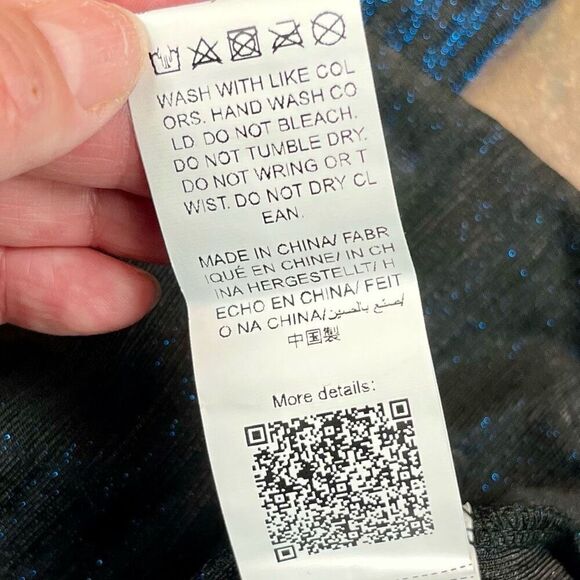 WASH WITH LIKE COL
ORS. HAND WASH CO
LD DO NOT BLEACH.
DO NOT TUMBLE DRY.
DO NOT WRING OR T
WIST. DO NOT DRY CL
EAN.
MADE IN CHINA/ FABR
IQUÉ EN CHINE/ IN CH
INA HERGESTELLT/ H
ECHO EN CHINA/ FEIT
O NA CHINA/صنع بالصين/
中国製
More details: